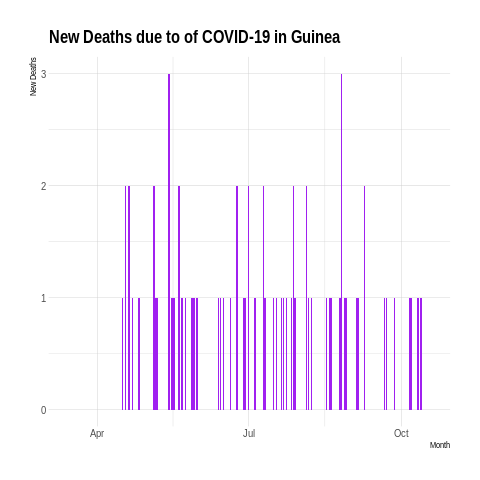 New Deaths due to of COVID-19 in Guinea
New Deaths
3
2
1
0
Apr
Jul
Oct
Month